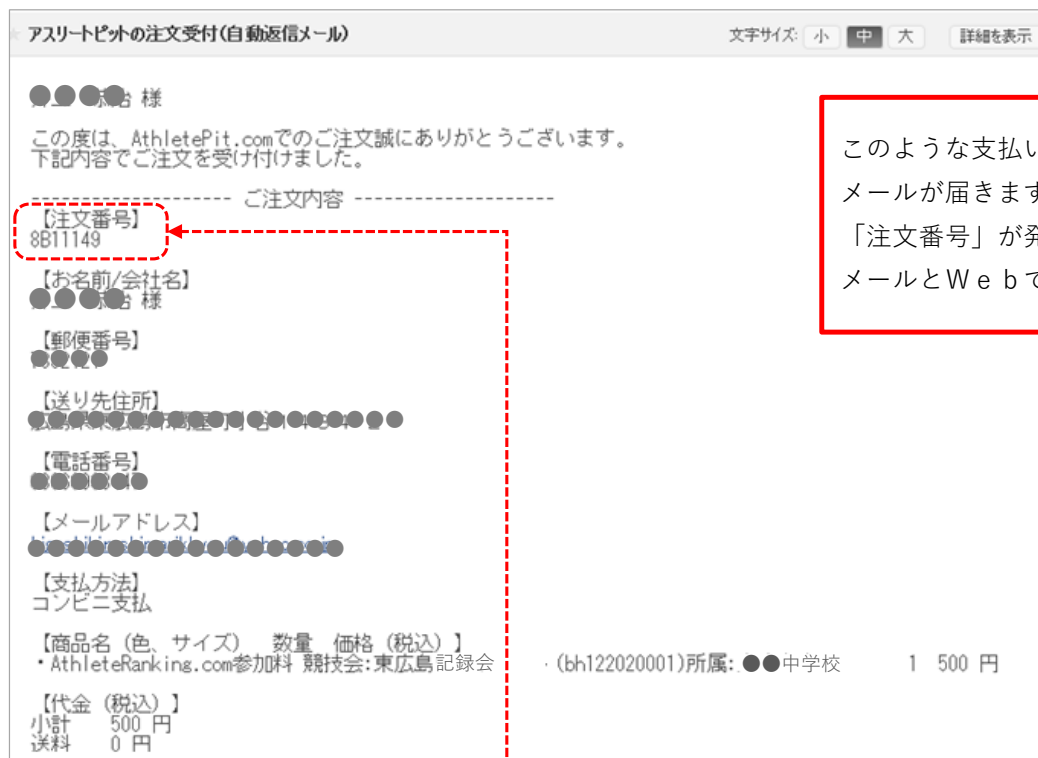 アスリートピットの注文受付(自動返信メール)
文字サイズ: 小 中 大 詳細を表示
様
この度は、AthletePit.comでのご注文誠にありがとうございます。
下記内容でご注文を受け付けました。
-------------------- ご注文内容 --------------------
【注文番号】
8B11149
【お名前/会社名】
様
【郵便番号】
【送り先住所】
【電話番号】
【メールアドレス】
【支払方法】
コンビニ支払
【商品名（色、サイズ） 数量 価格（税込）】
・AthleteRanking.com参加料 競技会:東広島記録会 (bh122020001)所属:●●中学校 1 500 円
【代金（税込）】
小計 500 円
送料 0 円
このような支払い
メールが届きます
「注文番号」が発
メールとＷｅｂで